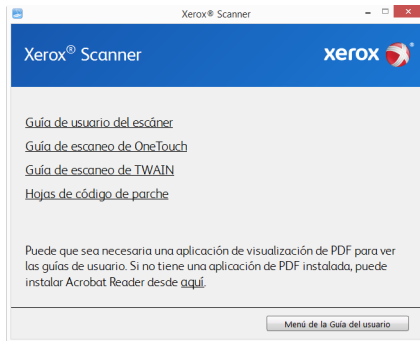 Xerox® Scanner
Xerox® Scanner
xerox
Guía de usuario del escáner
Guía de escaneo de OneTouch
Guía de escaneo de TWAIN
Hojas de código de parche
Puede que sea necesaria una aplicación de visualización de PDF para ver
las guías de usuario. Si no tiene una aplicación de PDF instalada, puede
instalar Acrobat Reader desde aquí.
Menú de la Guía del usuario